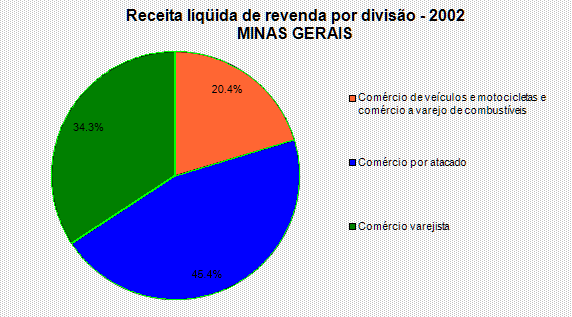 Receita líqüida de revenda por divisão - 2002
MINAS GERAIS
20.4%
34.3%
45.4%
Comércio de veículos e motocicletas e
comércio a varejo de combustíveis
Comércio por atacado
Comércio varejista